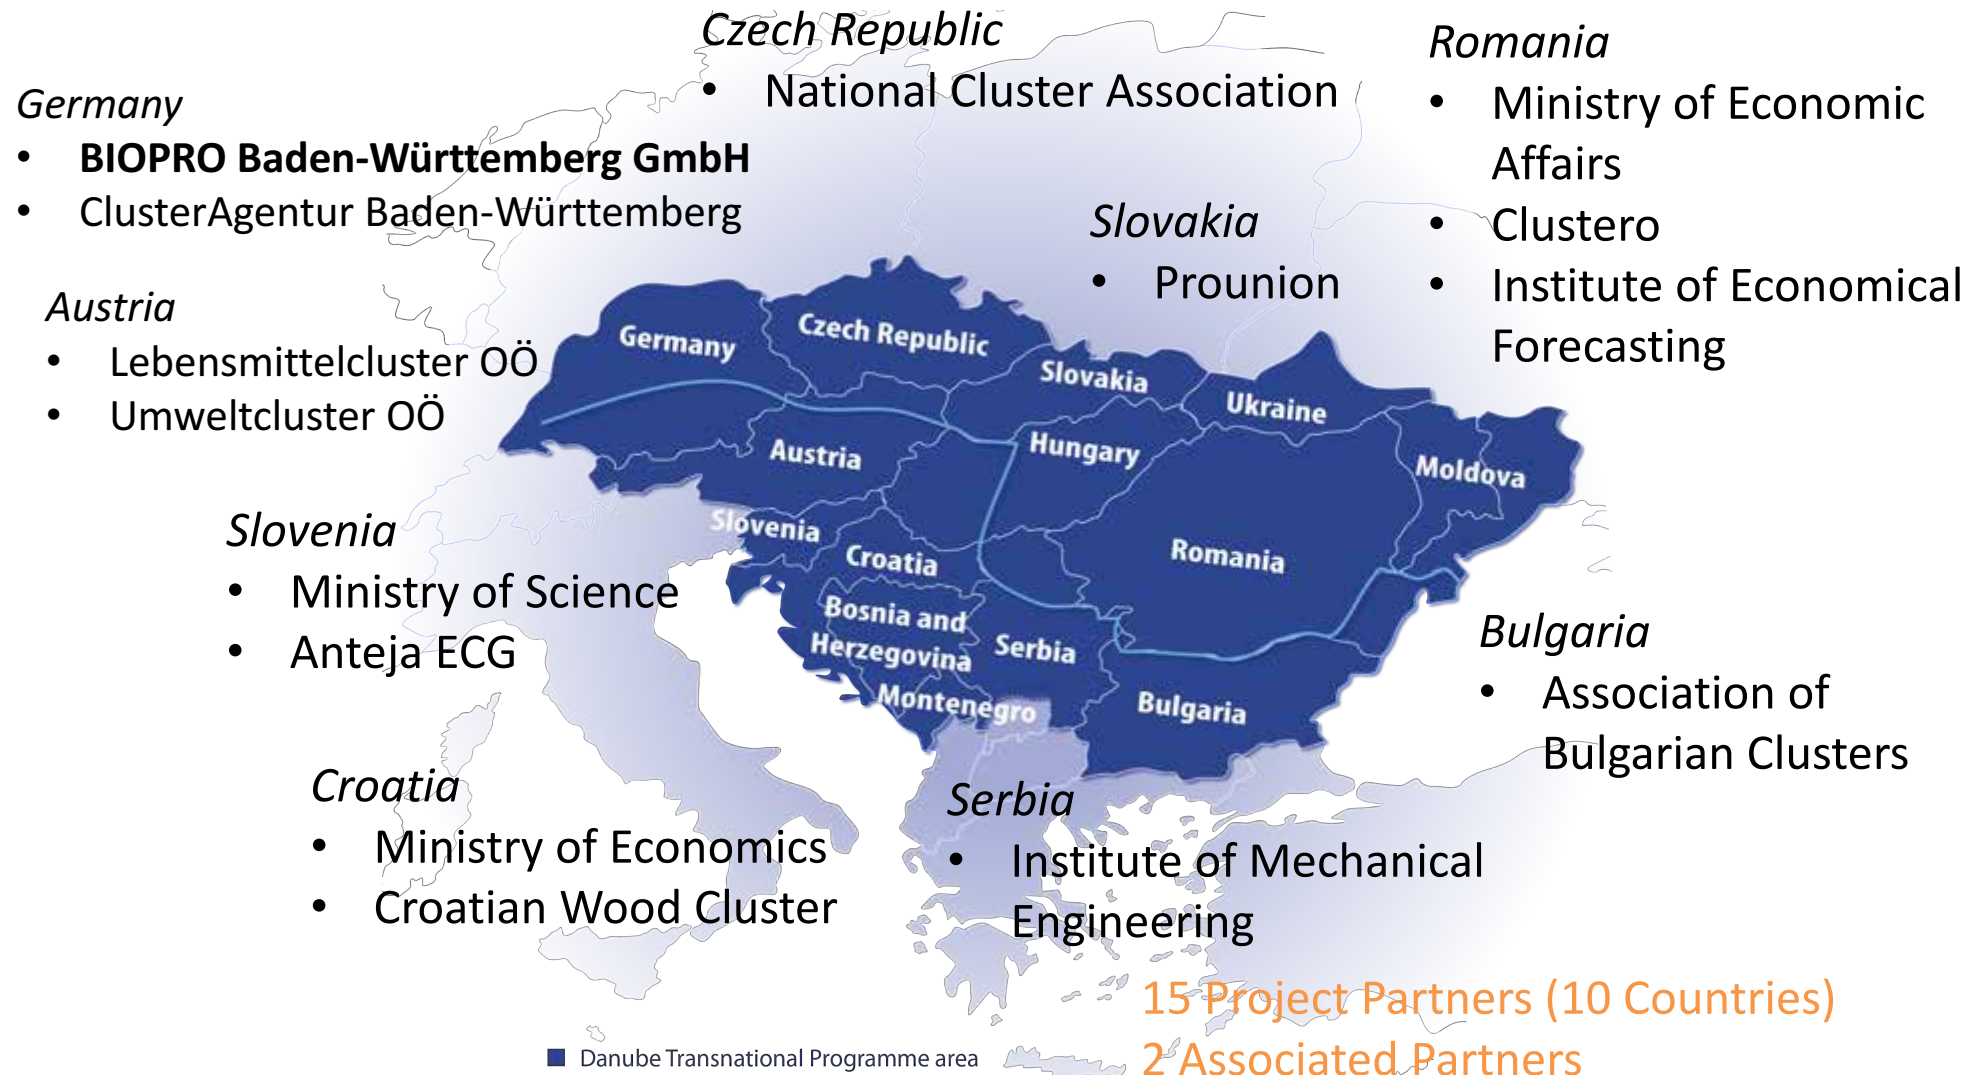 Czech Republic
• National Cluster Association
Romania
• Ministry of Economic
Affairs
• Clustero
• Institute of Economical
Forecasting
Germany
• BIOPRO Baden-Württemberg GmbH
• ClusterAgentur Baden-Württemberg
Slovakia
• Prounion
Austria
• Lebensmittelcluster OÖ
• Umweltcluster OÖ
Germany
Czech Republic
Slovakia
Ukraine
Hungary
Austria
Moldova
Slovenia
Croatia
Romania
Bosnia and
Herzegovina
Serbia
Montenegro
Bulgaria
Slovenia
• Ministry of Science
• Anteja ECG
Bulgaria
• Association of
Bulgarian Clusters
Croatia
• Ministry of Economics
• Croatian Wood Cluster
Serbia
• Institute of Mechanical
Engineering
15 Project Partners (10 Countries)
2 Associated Partners
Danube Transnational Programme area